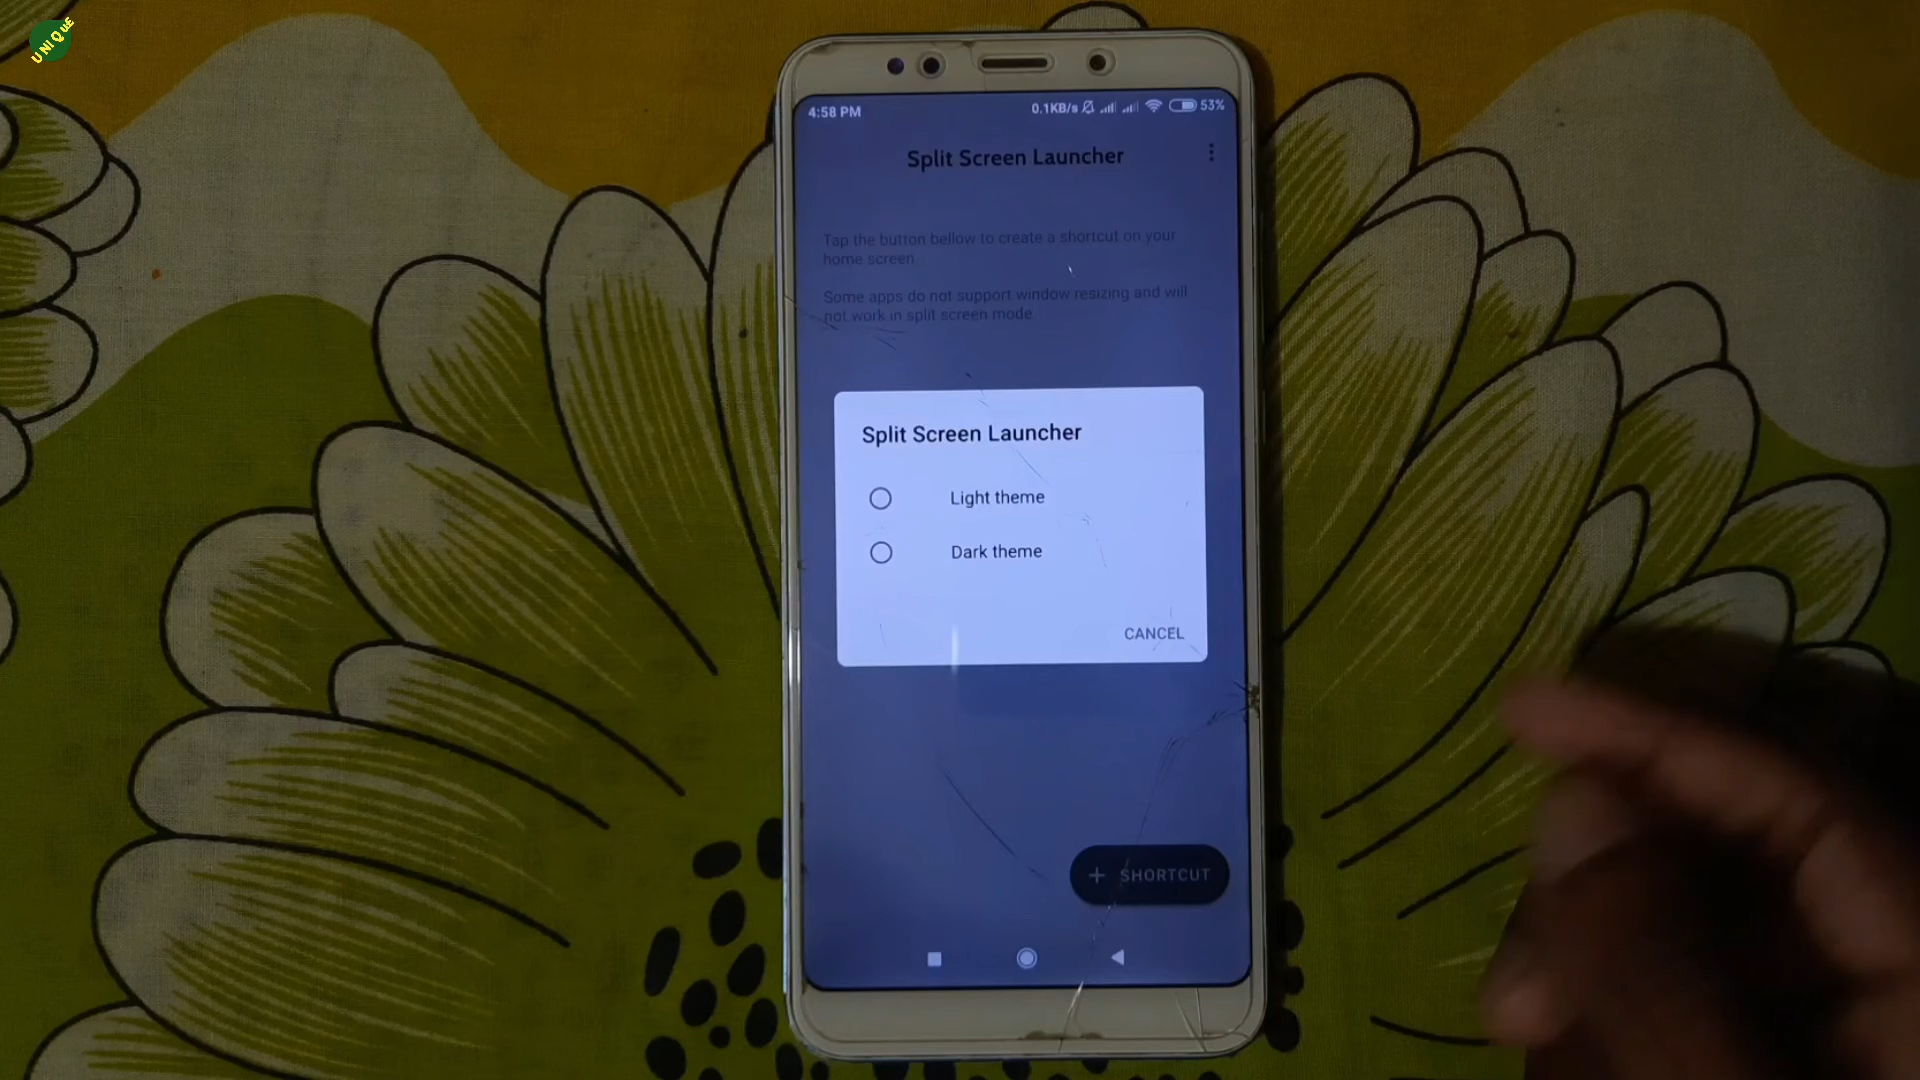 UNIQUE
4:58 PM
0.1KB/s
53%
Split Screen Launcher
Tap the button bellow to create a shortcut on your
home screen
Some apps do not support window resizing and will
not work in split screen mode.
Split Screen Launcher
Light theme
Dark theme
CANCEL
+ SHORTCUT